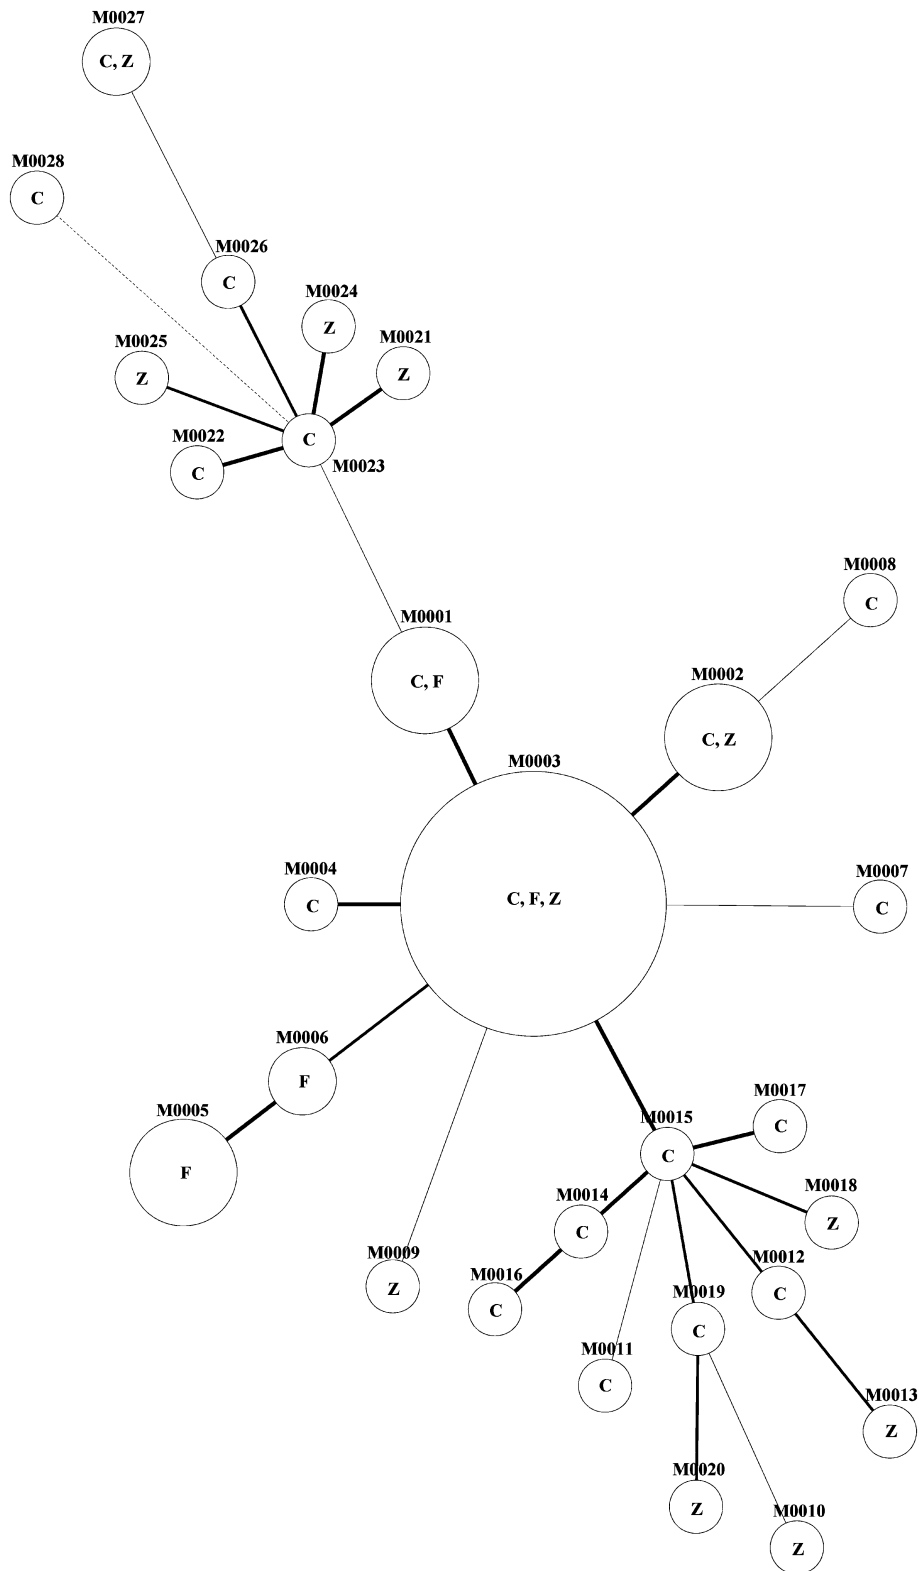 M0027
C, Z
M0028
C
M0026
C
M0024
Z
M0021
Z
M0025
Z
M0022
C
C
M0023
M0008
C
M0001
C, F
M0002
C, Z
M0003
C, F, Z
M0004
C
M0007
C
M0006
F
M0005
F
M0017
C
M0015
C
M0018
Z
M0014
C
M0009
Z
M0012
C
M0016
C
M0019
C
M0011
C
M0013
Z
M0020
Z
M0010
Z